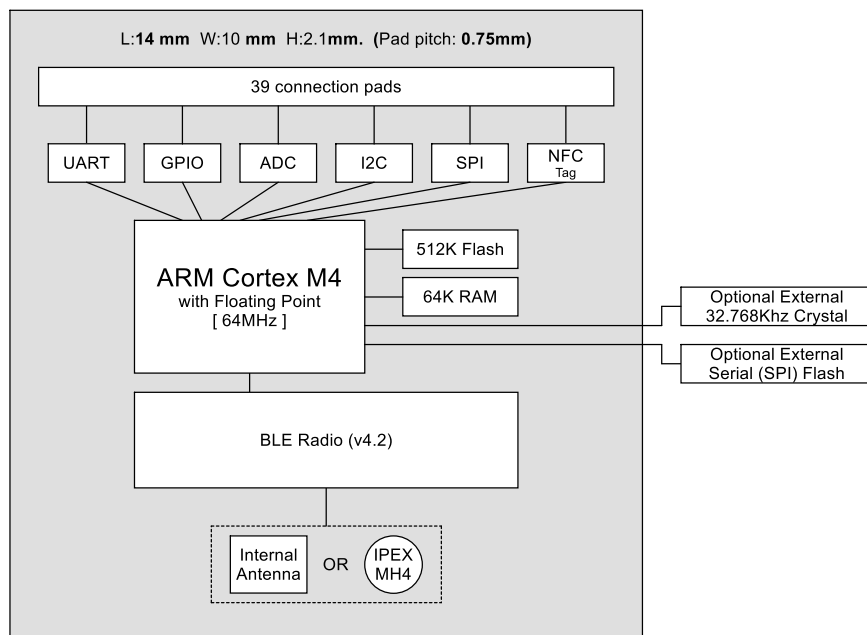 L:14 mm W:10 mm H:2.1mm. (Pad pitch: 0.75mm)
39 connection pads
UART
GPIO
ADC
I2C
SPI
NFC
Tag
ARM Cortex M4
with Floating Point
[ 64MHz ]
512K Flash
64K RAM
Optional External
32.768Khz Crystal
Optional External
Serial (SPI) Flash
BLE Radio (v4.2)
Internal
Antenna
OR
IPEX
MH4